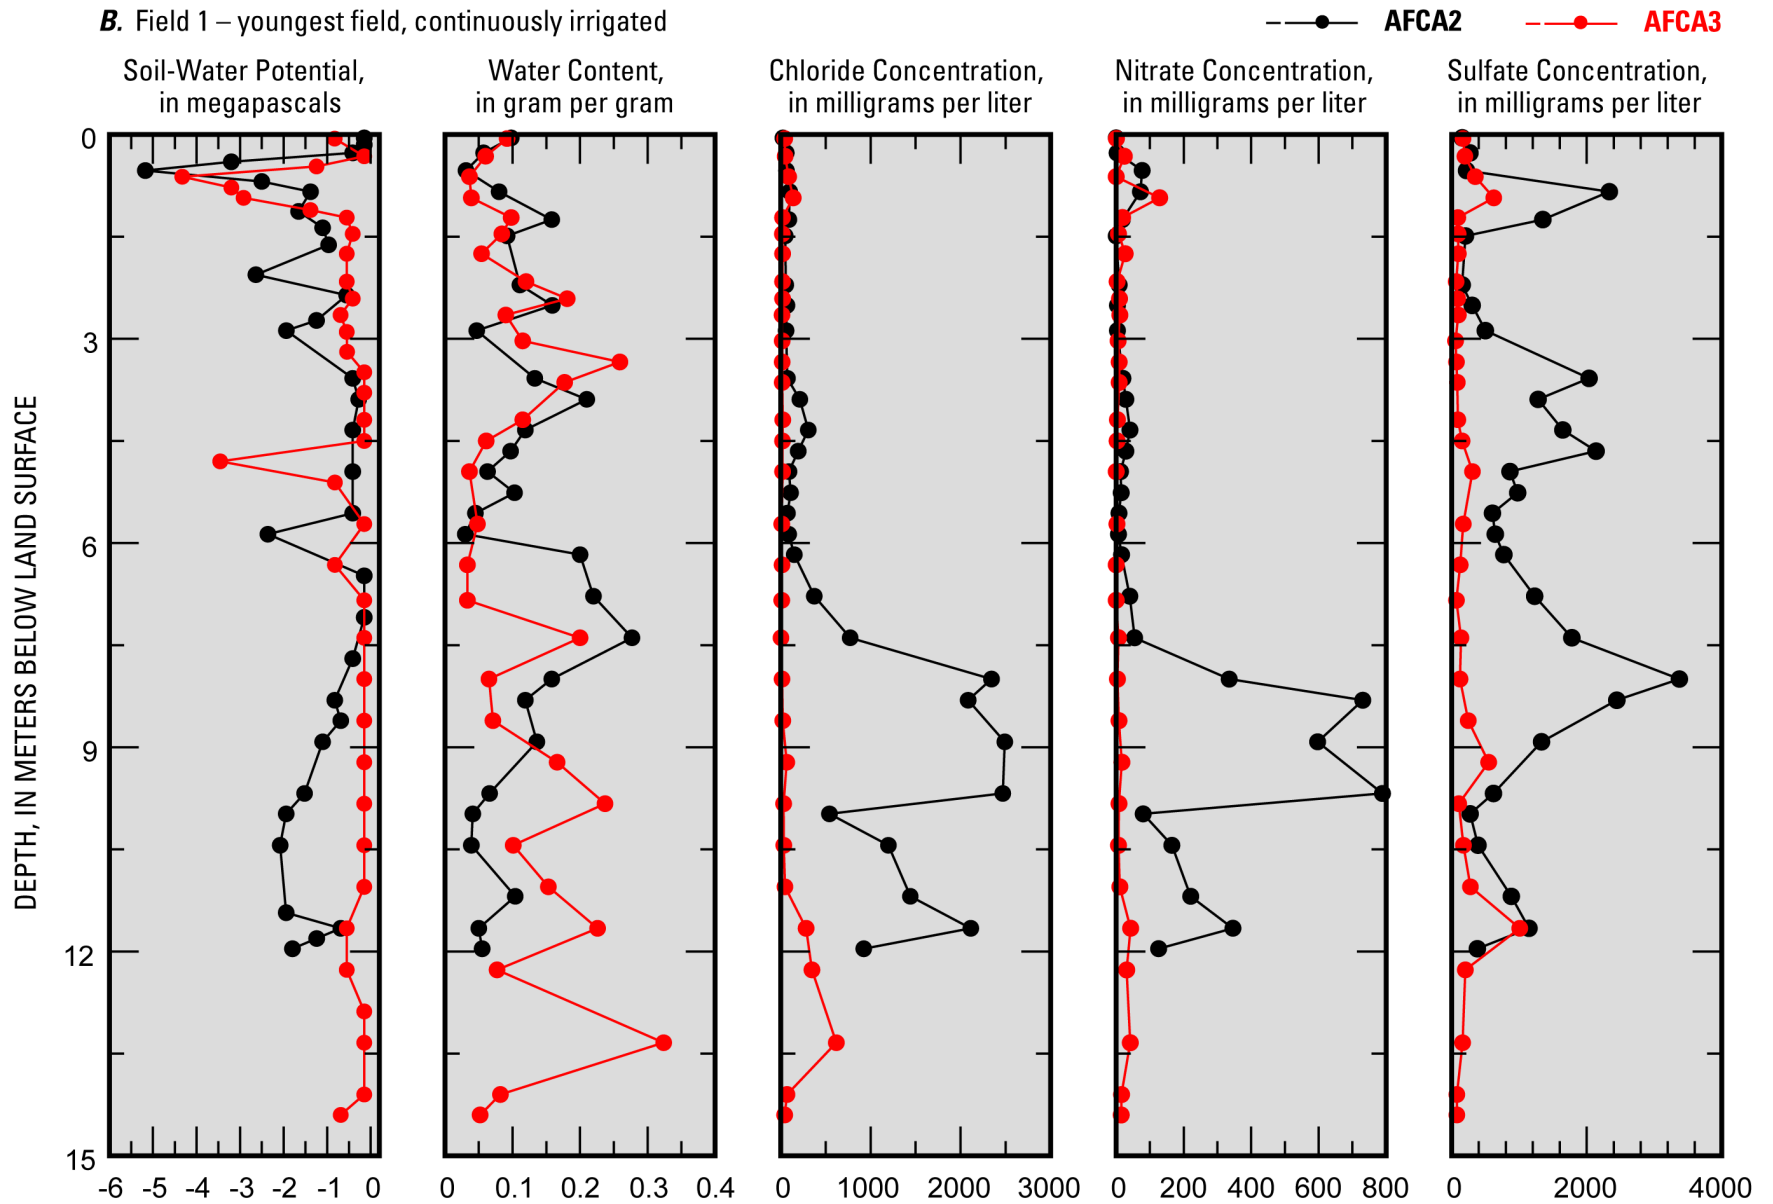 B. Field 1 – youngest field, continuously irrigated
AFCA2
AFCA3
Soil-Water Potential,
in megapascals
Water Content,
in gram per gram
Chloride Concentration,
in milligrams per liter
Nitrate Concentration,
in milligrams per liter
Sulfate Concentration,
in milligrams per liter
DEPTH, IN METERS BELOW LAND SURFACE
0
3
6
9
12
15
-6 -5 -4 -3 -2 -1 0
0 0.1 0.2 0.3 0.4
0 1000 2000 3000
0 200 400 600 800
0 2000 4000